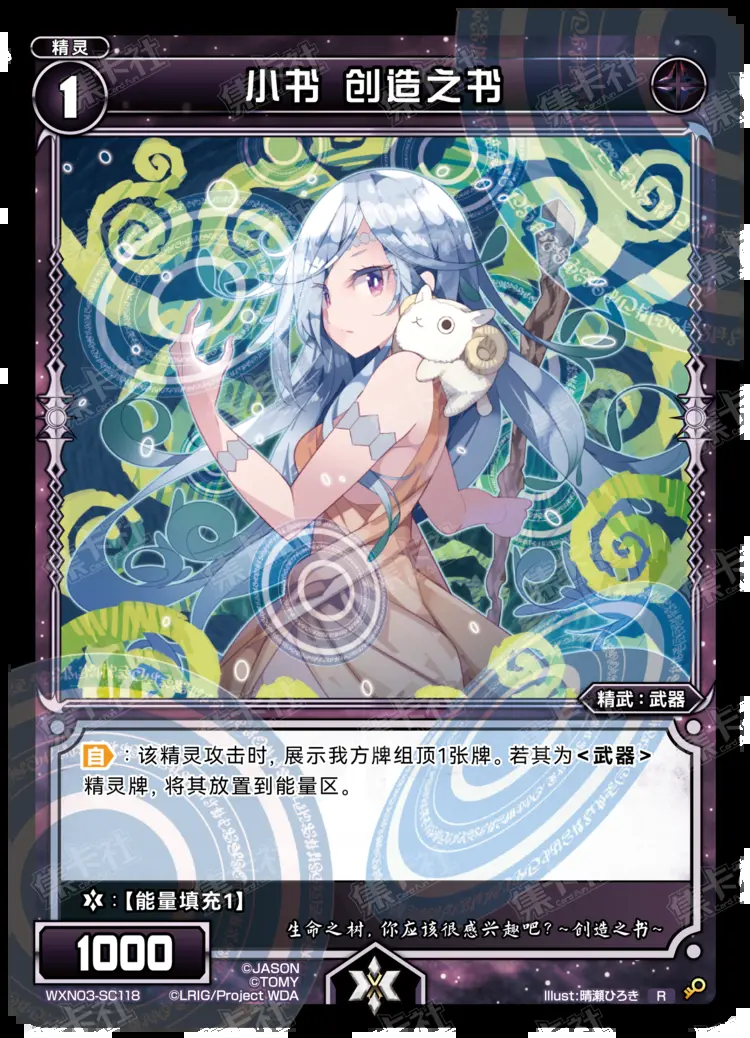 精灵
1
小书 创造之书
精武：武器
自：该精灵攻击时，展示我方牌组顶1张牌。若其为<武器>
精灵牌，将其放置到能量区。
：【能量填充1】
生命之树，你应该很感兴趣吧？~创造之书~
1000
©JASON
©TOMY
WXN03-SC118 ©LRIG/Project WDA
Illust:晴瀬ひろき R
集卡社